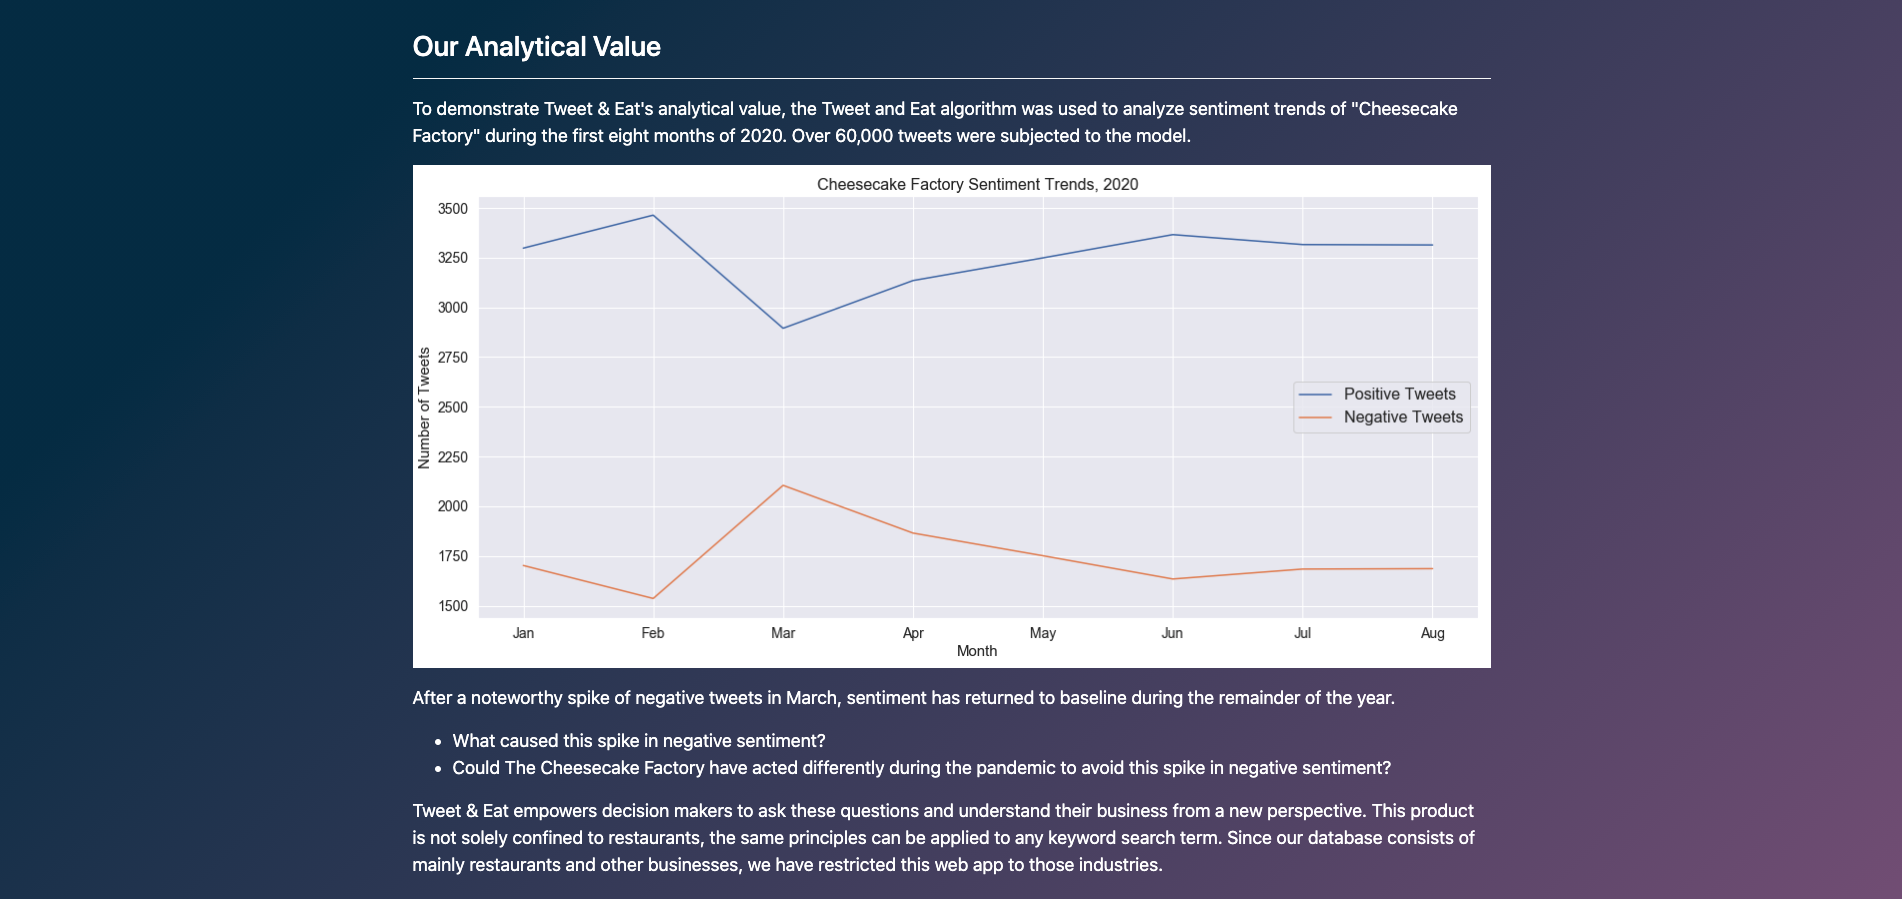 Our Analytical Value
To demonstrate Tweet & Eat's analytical value, the Tweet and Eat algorithm was used to analyze sentiment trends of "Cheesecake
Factory" during the first eight months of 2020. Over 60,000 tweets were subjected to the model.
Cheesecake Factory Sentiment Trends, 2020
3500
3250
3000
2750
2500
2250
2000
1750
1500
Number of Tweets
Positive Tweets
Negative Tweets
Jan Feb Mar Apr May Jun Jul Aug
Month
After a noteworthy spike of negative tweets in March, sentiment has returned to baseline during the remainder of the year.
• What caused this spike in negative sentiment?
• Could The Cheesecake Factory have acted differently during the pandemic to avoid this spike in negative sentiment?
Tweet & Eat empowers decision makers to ask these questions and understand their business from a new perspective. This product
is not solely confined to restaurants, the same principles can be applied to any keyword search term. Since our database consists of
mainly restaurants and other businesses, we have restricted this web app to those industries.